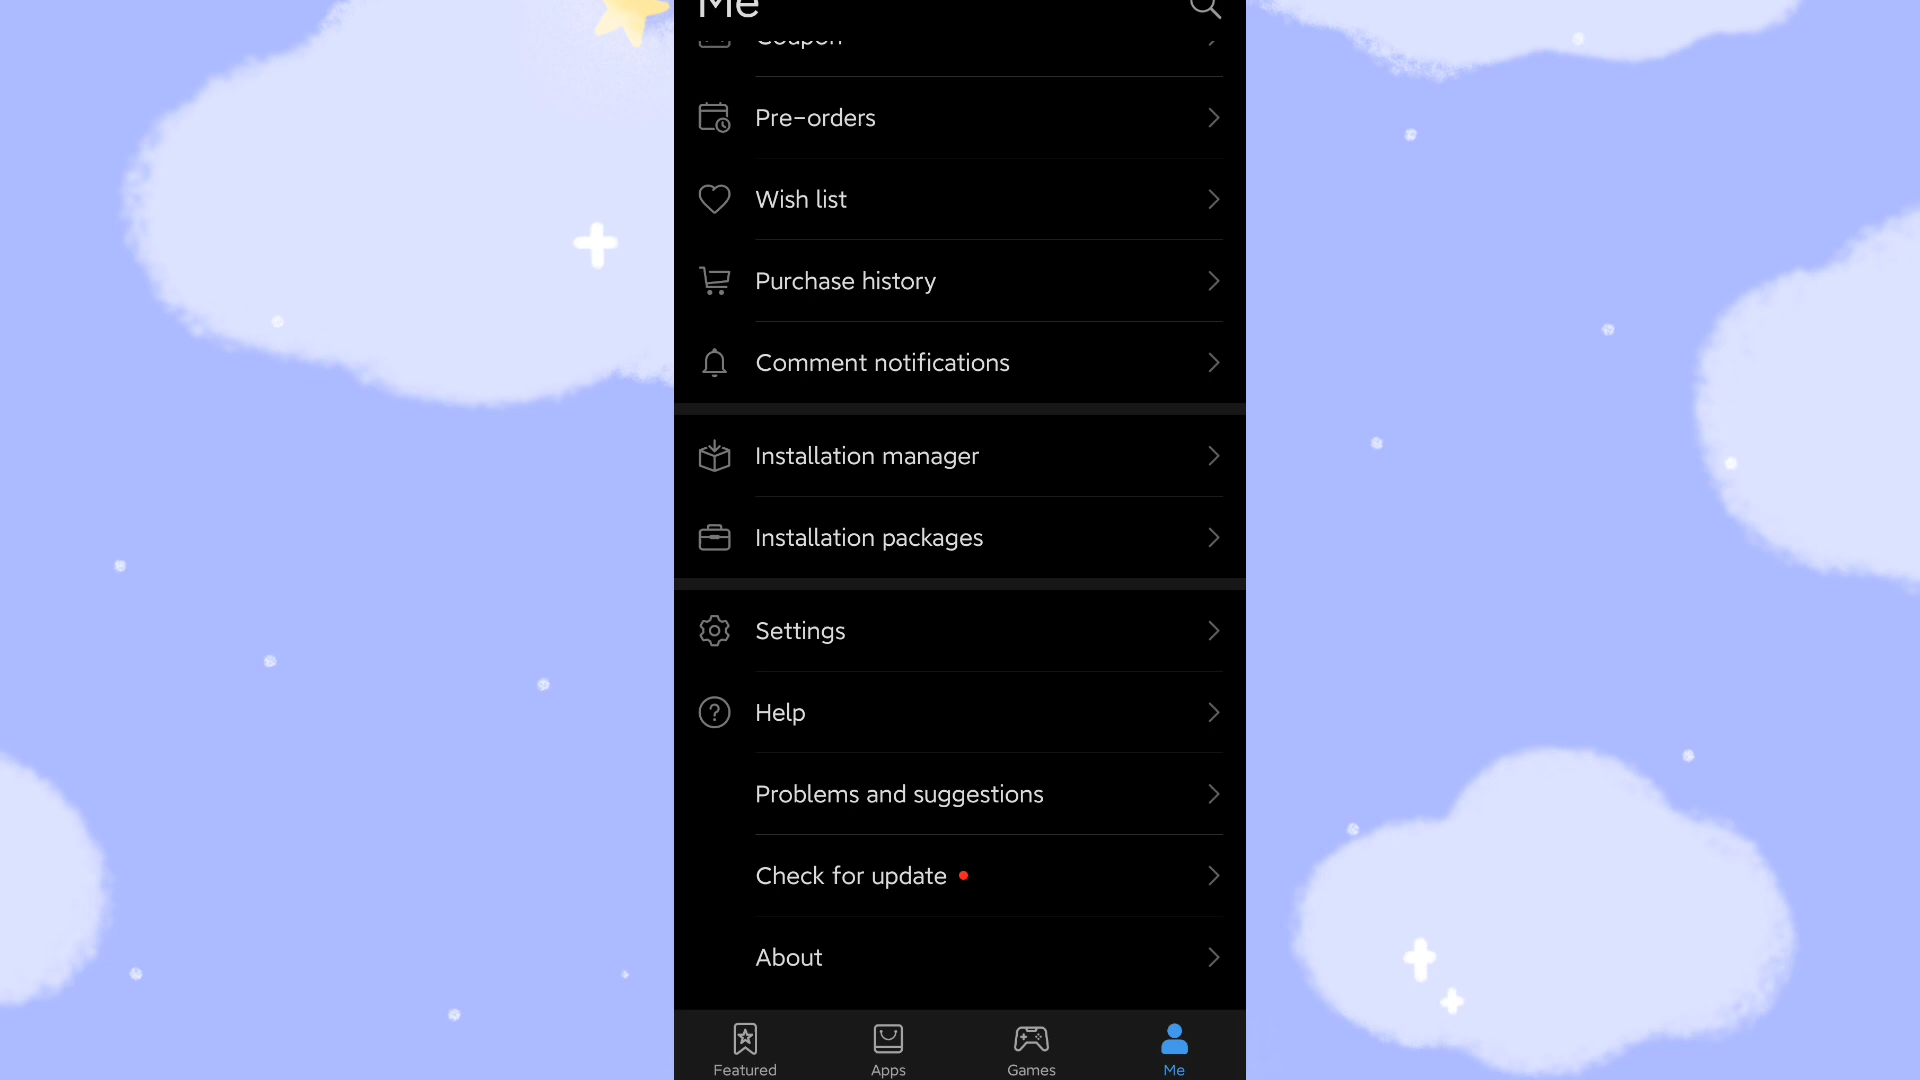 Me
Coupon
Pre-orders
Wish list
Purchase history
Comment notifications
Installation manager
Installation packages
Settings
Help
Problems and suggestions
Check for update
About
Featured
Apps
Games
Me